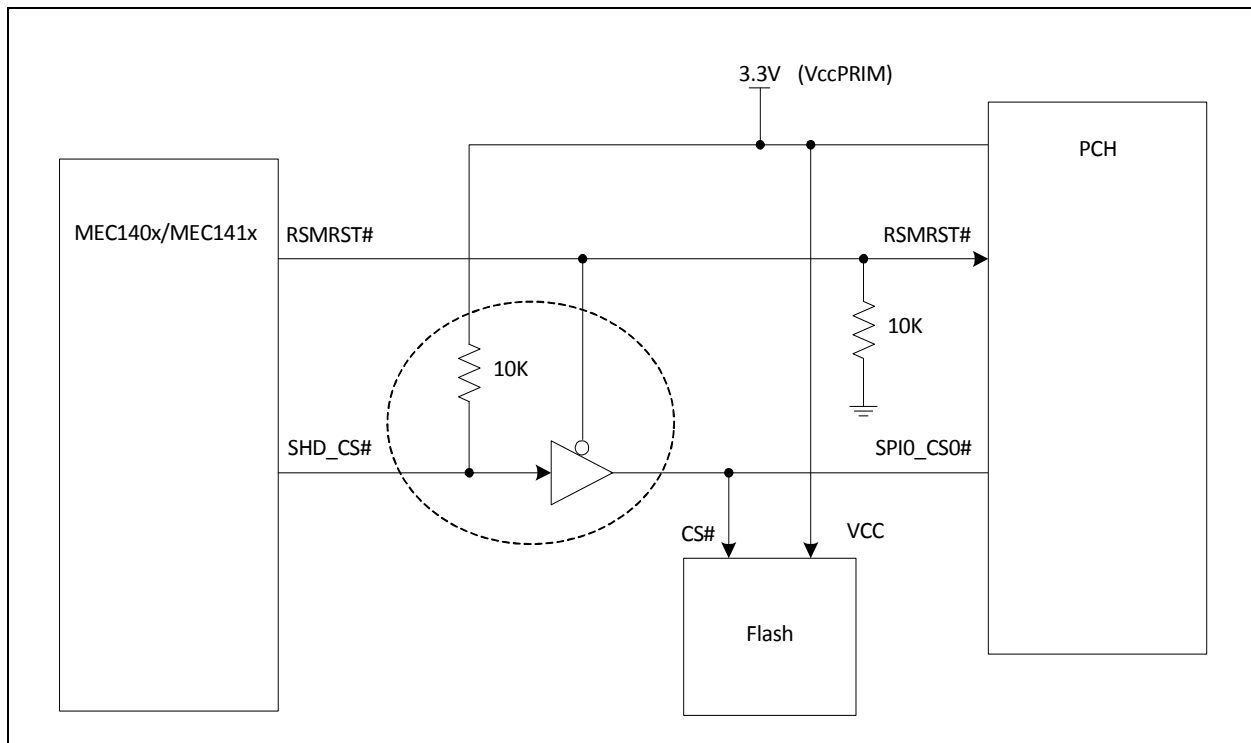 3.3V (VccPRIM)
PCH
MEC140x/MEC141x
RSMRST#
RSMRST#
10K
10K
SHD_CS#
SPI0_CS0#
CS#
VCC
Flash